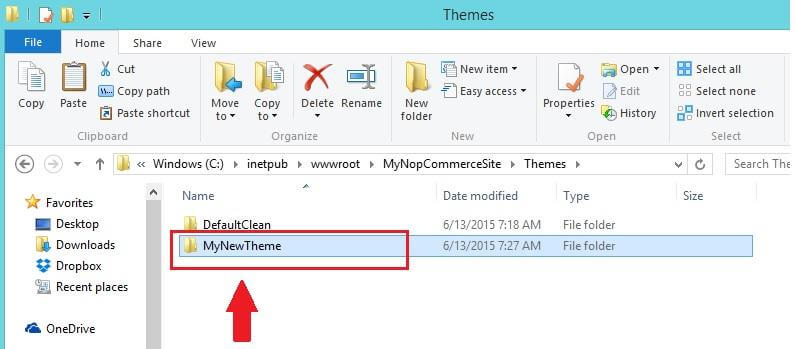 Themes
File Home Share View
Copy
Paste
Cut
Copy path
Paste shortcut
Clipboard
Move to
Copy to
Delete
Rename
Organize
New folder
New item
Easy access
New
Properties
Open
Edit
History
Open
Select all
Select none
Invert selection
Select
« Windows (C:) inetpub wwwroot MyNopCommerceSite Themes
Search The
Favorites
Desktop
Downloads
Dropbox
Recent places
OneDrive
Name Date modified Type Size
DefaultClean 6/13/2015 7:18 AM File folder
MyNewTheme 6/13/2015 7:27 AM File folder